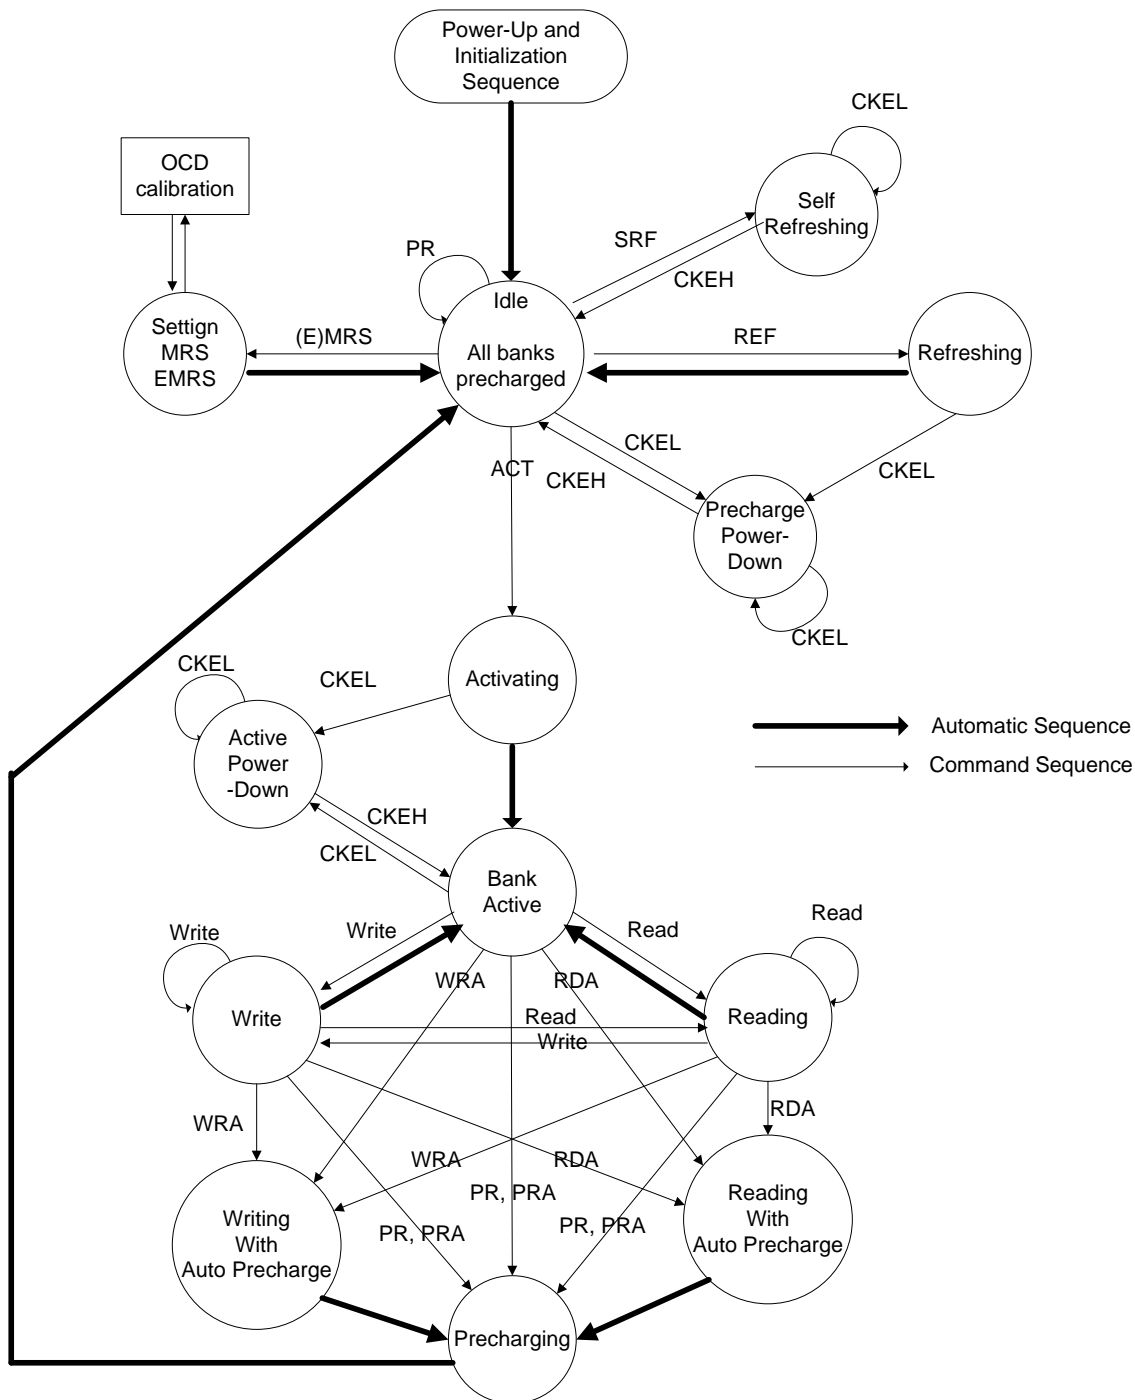 Power-Up and
Initialization
Sequence
CKEL
OCD
calibration
Self
Refreshing
SRF
PR
CKEH
Idle
All banks
precharged
Settign
MRS
EMRS
(E)MRS
REF
Refreshing
CKEL
ACT
CKEH
CKEL
Precharge
Power-
Down
CKEL
CKEL
CKEL
Activating
Active
Power
-Down
Automatic Sequence
Command Sequence
CKEH
CKEL
Bank
Active
Write
Write
Read
Read
WRA
RDA
Write
Read
Write
Reading
WRA
RDA
WRA
RDA
PR, PRA
Writing
With
Auto Precharge
Reading
With
Auto Precharge
PR, PRA
PR, PRA
Precharging